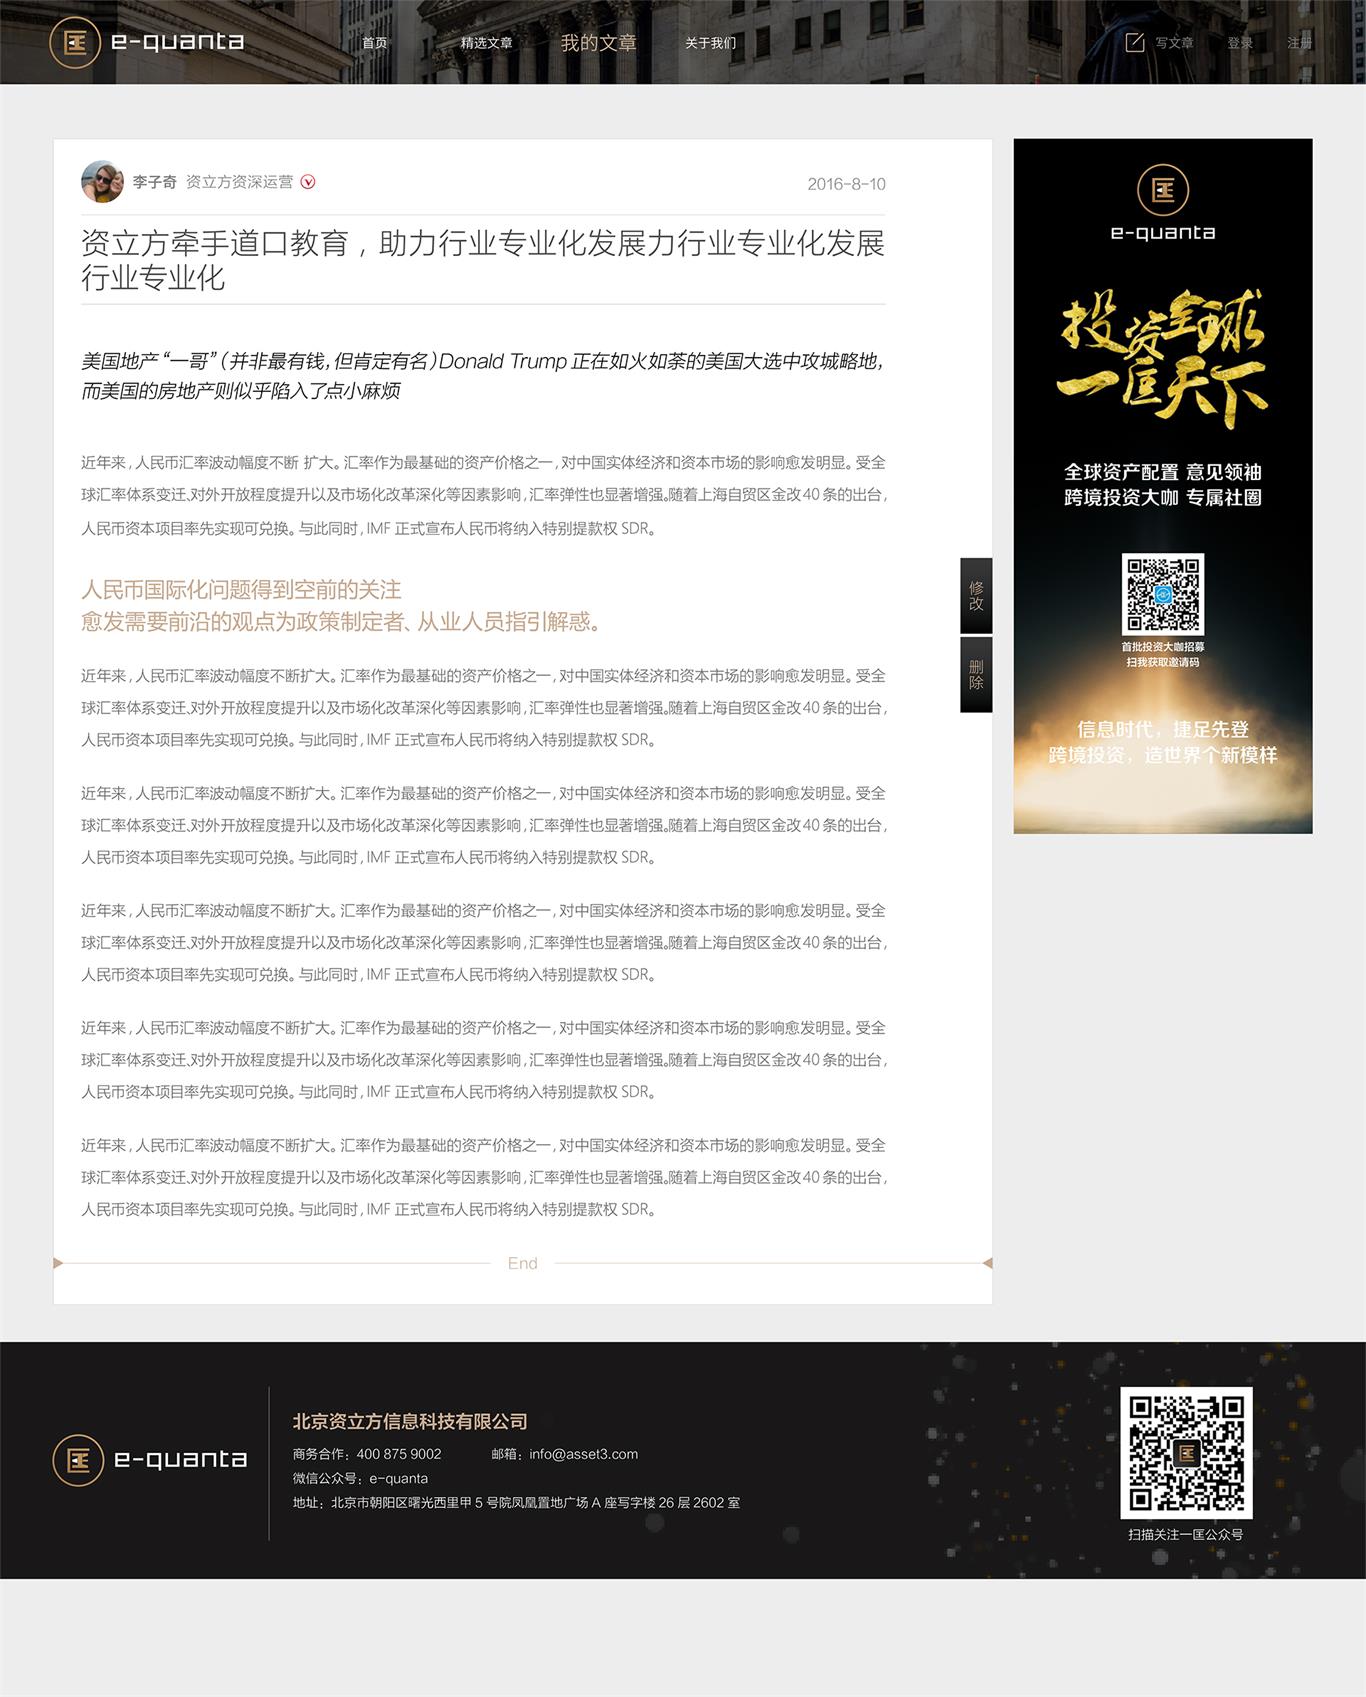 e-quanta
首页
精选文章
我的文章
关于我们
写文章
登录
注册
李子奇 资立方资深运营
2016-8-10
资立方牵手道口教育，助力行业专业化发展力行业专业化发展
行业专业化
美国地产“一哥”（并非最有钱，但肯定有名）Donald Trump 正在如火如荼的美国大选中攻城略地，
而美国的房地产则似乎陷入了点小麻烦
近年来，人民币汇率波动幅度不断 扩大。汇率作为最基础的资产价格之一，对中国实体经济和资本市场的影响愈发明显。受全
球汇率体系变迁、对外开放程度提升以及市场化改革深化等因素影响，汇率弹性也显著增强。随着上海自贸区金改40 条的出台，
人民币资本项目率先实现可兑换。与此同时，IMF 正式宣布人民币将纳入特别提款权 SDR。
人民币国际化问题得到空前的关注
愈发需要前沿的观点为政策制定者、从业人员指引解惑。
近年来，人民币汇率波动幅度不断扩大。汇率作为最基础的资产价格之一，对中国实体经济和资本市场的影响愈发明显。受全
球汇率体系变迁、对外开放程度提升以及市场化改革深化等因素影响，汇率弹性也显著增强。随着上海自贸区金改40 条的出台，
人民币资本项目率先实现可兑换。与此同时，IMF 正式宣布人民币将纳入特别提款权 SDR。
近年来，人民币汇率波动幅度不断扩大。汇率作为最基础的资产价格之一，对中国实体经济和资本市场的影响愈发明显。受全
球汇率体系变迁、对外开放程度提升以及市场化改革深化等因素影响，汇率弹性也显著增强。随着上海自贸区金改40 条的出台，
人民币资本项目率先实现可兑换。与此同时，IMF 正式宣布人民币将纳入特别提款权 SDR。
近年来，人民币汇率波动幅度不断扩大。汇率作为最基础的资产价格之一，对中国实体经济和资本市场的影响愈发明显。受全
球汇率体系变迁、对外开放程度提升以及市场化改革深化等因素影响，汇率弹性也显著增强。随着上海自贸区金改40 条的出台，
人民币资本项目率先实现可兑换。与此同时，IMF 正式宣布人民币将纳入特别提款权 SDR。
近年来，人民币汇率波动幅度不断扩大。汇率作为最基础的资产价格之一，对中国实体经济和资本市场的影响愈发明显。受全
球汇率体系变迁、对外开放程度提升以及市场化改革深化等因素影响，汇率弹性也显著增强。随着上海自贸区金改40 条的出台，
人民币资本项目率先实现可兑换。与此同时，IMF 正式宣布人民币将纳入特别提款权 SDR。
近年来，人民币汇率波动幅度不断扩大。汇率作为最基础的资产价格之一，对中国实体经济和资本市场的影响愈发明显。受全
球汇率体系变迁、对外开放程度提升以及市场化改革深化等因素影响，汇率弹性也显著增强。随着上海自贸区金改40 条的出台，
人民币资本项目率先实现可兑换。与此同时，IMF 正式宣布人民币将纳入特别提款权 SDR。
End
修改
删除
e-quanta
投资全球
一匡天下
全球资产配置 意见领袖
跨境投资大咖 专属社圈
首批投资大咖招募
扫我获取邀请码
信息时代，捷足先登
跨境投资，造世界个新模样
e-quanta
北京资立方信息科技有限公司
商务合作：400 875 9002 邮箱：info@asset3.com
微信公众号：e-quanta
地址：北京市朝阳区曙光西里甲 5 号院凤凰置地广场 A 座写字楼 26 层 2602 室
扫描关注一匡公众号